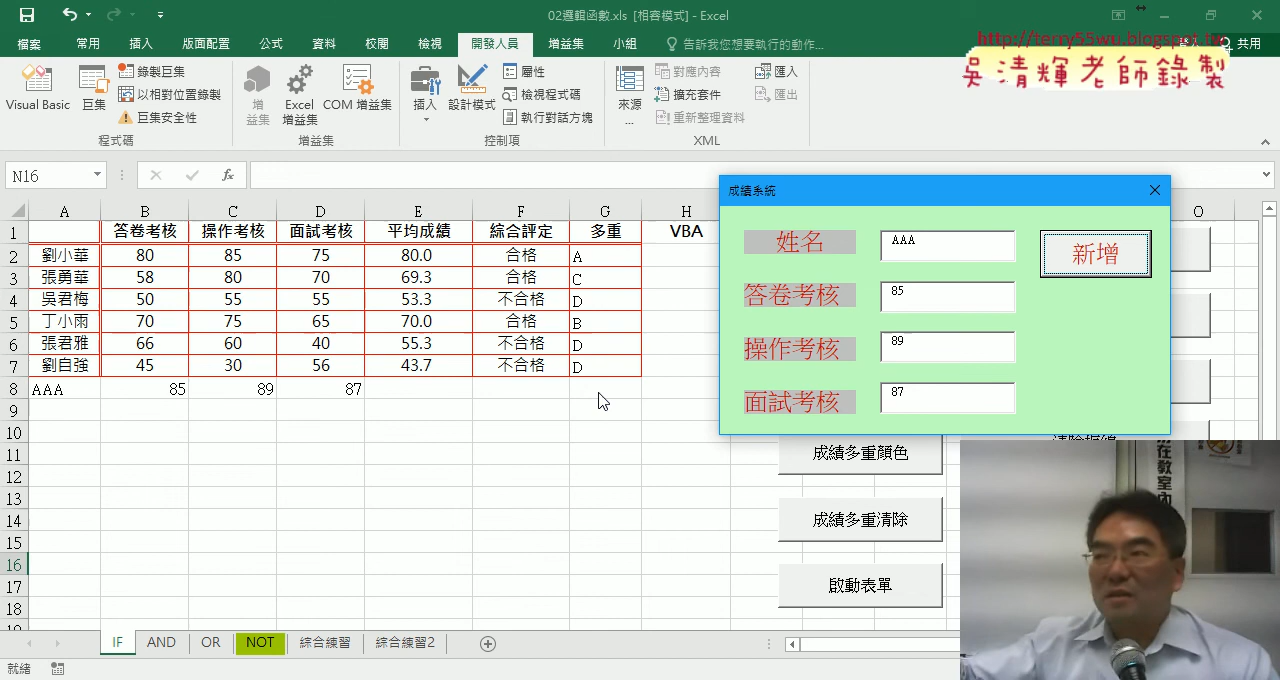 02邏輯函數.xls [相容模式] - Excel
http://terry55wu.blogspot.tw
吳清輝老師錄製
檔案 常用 插入 版面配置 公式 資料 校閱 檢視 開發人員 增益集 小組 告訴我您想要執行的動作... 共用
Visual Basic 巨集 錄製巨集 以相對位置錄製 巨集安全性
增益集 Excel 增益集 COM 增益集
插入 設計模式 屬性 檢視程式碼 執行對話方塊
來源... 對應內容 擴充套件 重新整理資料 匯入 匯出
程式碼 增益集 控制項 XML
N16 fx
A B C D E F G H O
1 答卷考核 操作考核 面試考核 平均成績 綜合評定 多重 VBA
2 劉小華 80 85 75 80.0 合格 A
3 張勇華 58 80 70 69.3 合格 C
4 吳君梅 50 55 55 53.3 不合格 D
5 丁小雨 70 75 65 70.0 合格 B
6 張君雅 66 60 40 55.3 不合格 D
7 劉自強 45 30 56 43.7 不合格 D
8 AAA 85 89 87
9
10
11
12
13
14
15
16
17
18
成績系統
姓名 AAA 新增
答卷考核 85
操作考核 89
面試考核 87
成績多重顏色
成績多重清除
啟動表單
在教室內
IF AND OR NOT 綜合練習 綜合練習2
就緒